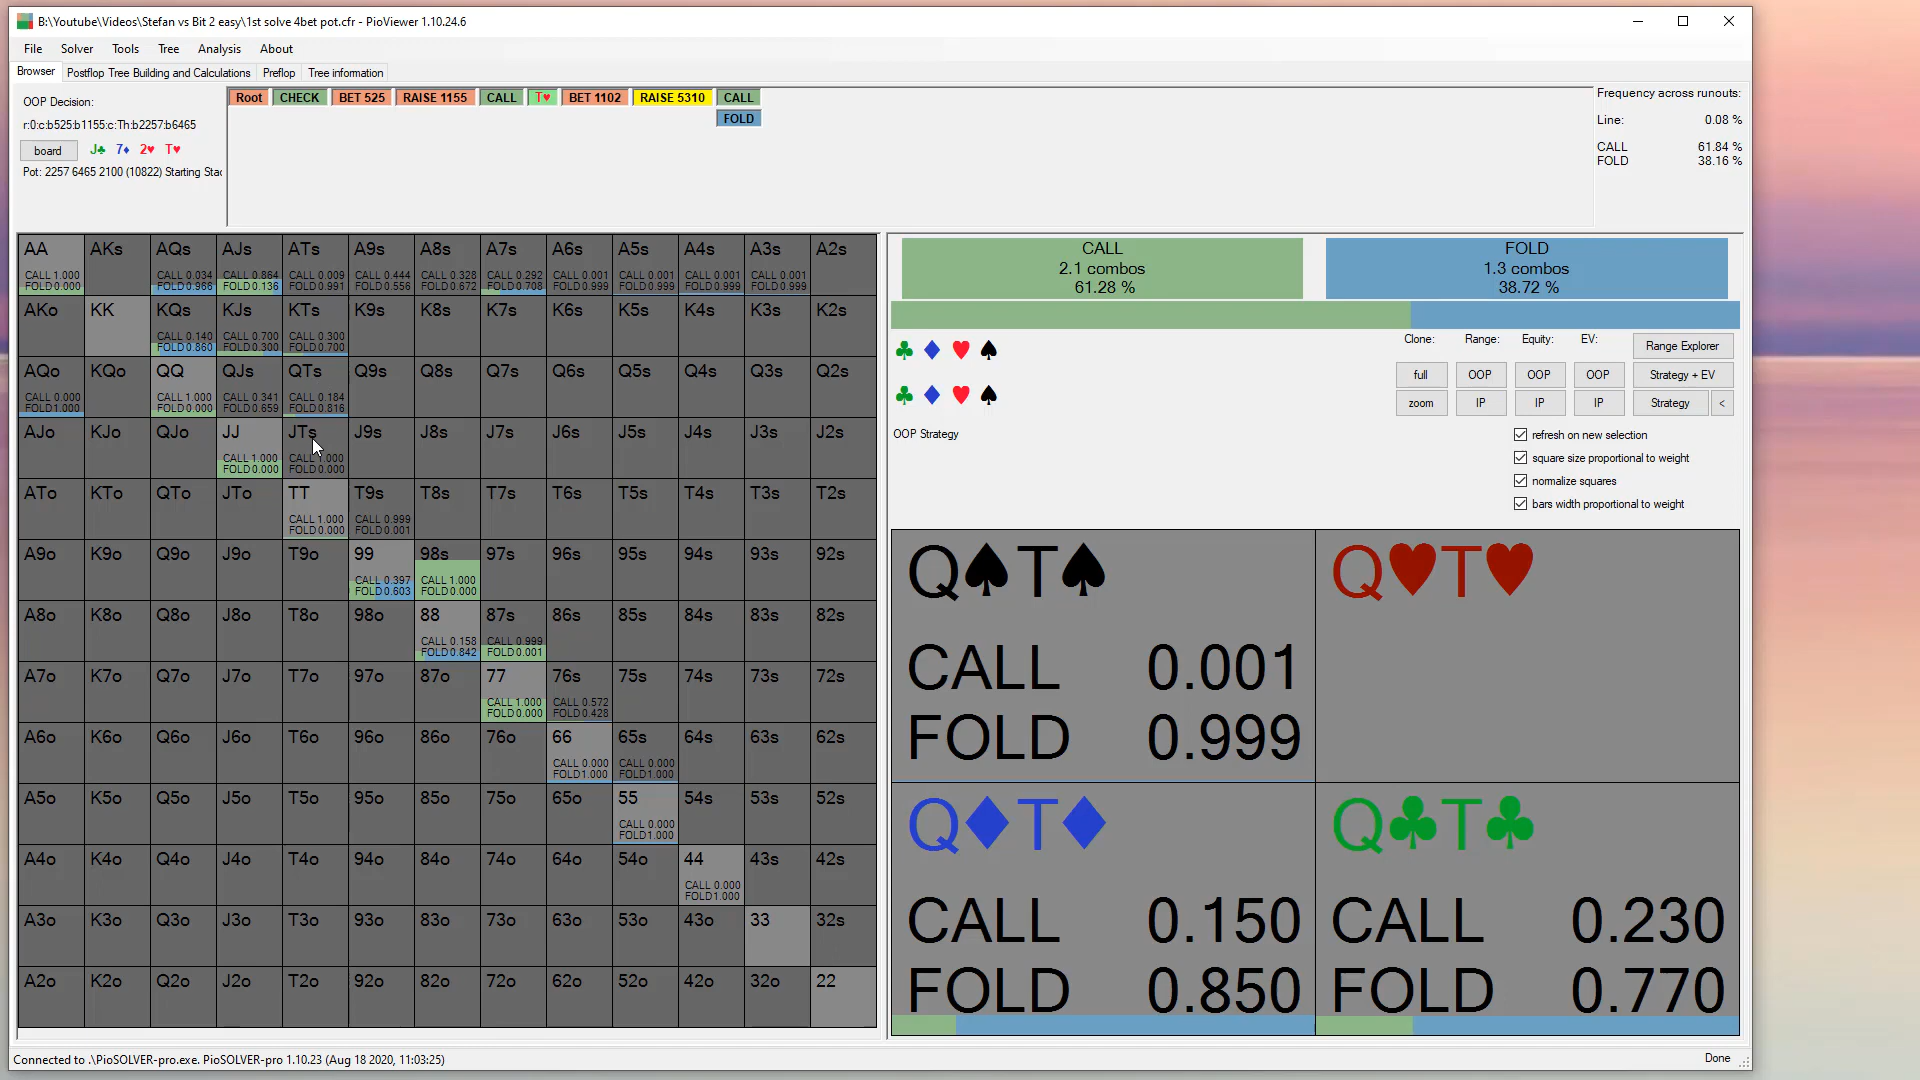 B:\Youtube\Videos\Stefan vs Bit 2 easy\1st solve 4bet pot.cfr - PioViewer 1.10.24.6
File Solver Tools Tree Analysis About
Browser Postflop Tree Building and Calculations Preflop Tree information
OOP Decision:
r:0:c:b525:b1155:c:Th:b2257:b6465
board J♣ 7♦ 2♥ T♥
Pot: 2257 6465 2100 (10822) Starting Stac
Root CHECK BET 525 RAISE 1155 CALL T♥ BET 1102 RAISE 5310 CALL
FOLD
Frequency across runouts:
Line: 0.08 %
CALL 61.84 %
FOLD 38.16 %
AA AKs AQs AJs ATs A9s A8s A7s A6s A5s A4s A3s A2s
CALL 1.000 CALL 0.034 CALL 0.864 CALL 0.009 CALL 0.444 CALL 0.328 CALL 0.292 CALL 0.001 CALL 0.001 CALL 0.001 CALL 0.001
FOLD 0.000 FOLD 0.966 FOLD 0.136 FOLD 0.991 FOLD 0.556 FOLD 0.672 FOLD 0.708 FOLD 0.999 FOLD 0.999 FOLD 0.999 FOLD 0.999
AKo KK KQs KJs KTs K9s K8s K7s K6s K5s K4s K3s K2s
CALL 0.140 CALL 0.700 CALL 0.300
FOLD 0.860 FOLD 0.300 FOLD 0.700
AQo KQo QQ QJs QTs Q9s Q8s Q7s Q6s Q5s Q4s Q3s Q2s
CALL 0.000 CALL 1.000 CALL 0.341 CALL 0.184
FOLD 1.000 FOLD 0.000 FOLD 0.659 FOLD 0.816
AJo KJo QJo JJ JTs J9s J8s J7s J6s J5s J4s J3s J2s
CALL 1.000 CALL 1.000
FOLD 0.000 FOLD 0.000
ATo KTo QTo JTo TT T9s T8s T7s T6s T5s T4s T3s T2s
CALL 1.000 CALL 0.999
FOLD 0.000 FOLD 0.001
A9o K9o Q9o J9o T9o 99 98s 97s 96s 95s 94s 93s 92s
CALL 0.397 CALL 1.000
FOLD 0.603 FOLD 0.000
A8o K8o Q8o J8o T8o 98o 88 87s 86s 85s 84s 83s 82s
CALL 0.158 CALL 0.999
FOLD 0.842 FOLD 0.001
A7o K7o Q7o J7o T7o 97o 87o 77 76s 75s 74s 73s 72s
CALL 1.000 CALL 0.572
FOLD 0.000 FOLD 0.428
A6o K6o Q6o J6o T6o 96o 86o 76o 66 65s 64s 63s 62s
CALL 0.000 CALL 0.000
FOLD 1.000 FOLD 1.000
A5o K5o Q5o J5o T5o 95o 85o 75o 65o 55 54s 53s 52s
CALL 0.000
FOLD 1.000
A4o K4o Q4o J4o T4o 94o 84o 74o 64o 54o 44 43s 42s
CALL 0.000
FOLD 1.000
A3o K3o Q3o J3o T3o 93o 83o 73o 63o 53o 43o 33 32s
A2o K2o Q2o J2o T2o 92o 82o 72o 62o 52o 42o 32o 22
CALL FOLD
2.1 combos 1.3 combos
61.28 % 38.72 %
♣ ♦ ♥ ♠
♣ ♦ ♥ ♠
OOP Strategy
Clone: Range: Equity: EV: Range Explorer
full OOP OOP OOP Strategy + EV
zoom IP IP IP Strategy <
refresh on new selection
square size proportional to weight
normalize squares
bars width proportional to weight
Q♠T♠ Q♥T♥
CALL 0.001
FOLD 0.999
Q♦T♦ Q♣T♣
CALL 0.150 CALL 0.230
FOLD 0.850 FOLD 0.770
Connected to .\PioSOLVER-pro.exe. PioSOLVER-pro 1.10.23 (Aug 18 2020, 11:03:25) Done